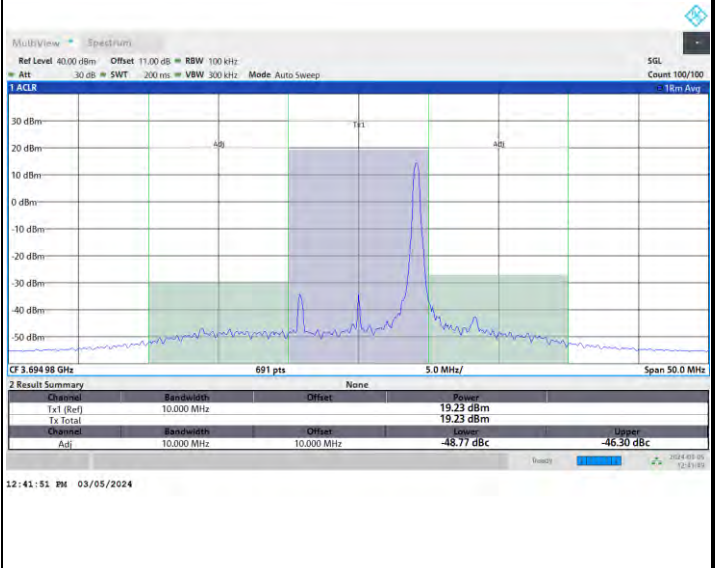 MultiView Spectrum
Ref Level 40.00 dBm Offset 11.00 dB RBW 100 kHz SGL
Att 30 dB SWT 200 ms VBW 300 kHz Mode Auto Sweep Count 100/100
1 ACLR 1Rm Avg
30 dBm
Tx1
20 dBm Adj Adj
10 dBm
0 dBm
-10 dBm
-20 dBm
-30 dBm
-40 dBm
-50 dBm
CF 3.694 98 GHz 691 pts 5.0 MHz/ Span 50.0 MHz
2 Result Summary None
Channel Bandwidth Offset Power
Tx1 (Ref) 10.000 MHz 19.23 dBm
Tx Total 19.23 dBm
Channel Bandwidth Offset Lower Upper
Adj 10.000 MHz 10.000 MHz -48.77 dBc -46.30 dBc
Ready
12:41:51 PM 03/05/2024